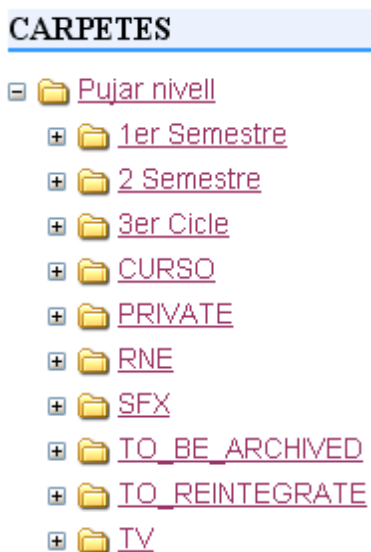 CARPETES
Pujar nivell
1er Semestre
2 Semestre
3er Cicle
CURSO
PRIVATE
RNE
SFX
TO_BE_ARCHIVED
TO_REINTEGRATE
TV